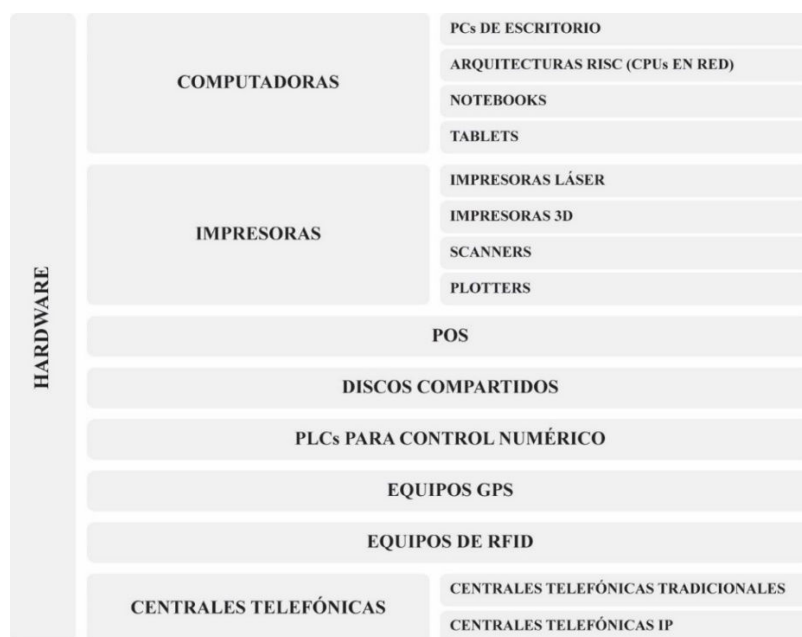 HARDWARE
COMPUTADORAS
PCs DE ESCRITORIO
ARQUITECTURAS RISC (CPUs EN RED)
NOTEBOOKS
TABLETS
IMPRESORAS
IMPRESORAS LÁSER
IMPRESORAS 3D
SCANNERS
PLOTTERS
POS
DISCOS COMPARTIDOS
PLCs PARA CONTROL NUMÉRICO
EQUIPOS GPS
EQUIPOS DE RFID
CENTRALES TELEFÓNICAS
CENTRALES TELEFÓNICAS TRADICIONALES
CENTRALES TELEFÓNICAS IP